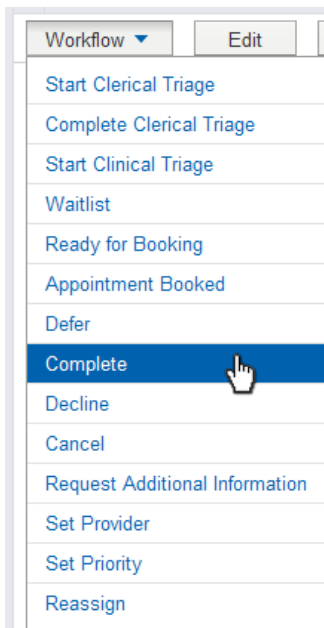 Workflow Edit
Start Clerical Triage
Complete Clerical Triage
Start Clinical Triage
Waitlist
Ready for Booking
Appointment Booked
Defer
Complete
Decline
Cancel
Request Additional Information
Set Provider
Set Priority
Reassign